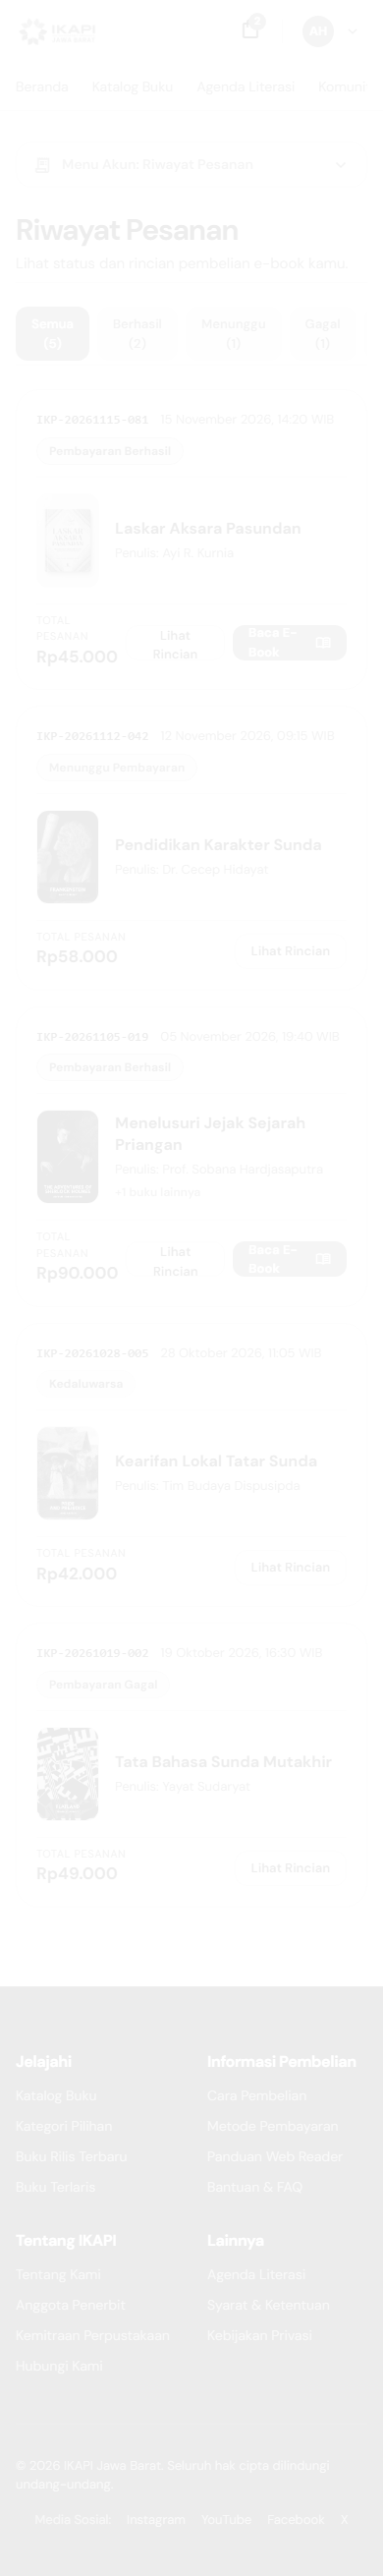 IKAPI
JAWA BARAT
2
AH
Beranda Katalog Buku Agenda Literasi Komuni
Menu Akun: Riwayat Pesanan
Riwayat Pesanan
Lihat status dan rincian pembelian e-book kamu.
Semua (5)
Berhasil (2)
Menunggu (1)
Gagal (1)
IKP-20261115-081 15 November 2026, 14:20 WIB
Pembayaran Berhasil
Laskar Aksara Pasundan
Penulis: Ayi R. Kurnia
TOTAL PESANAN
Rp45.000
Lihat Rincian
Baca E-Book
IKP-20261112-042 12 November 2026, 09:15 WIB
Menunggu Pembayaran
Pendidikan Karakter Sunda
Penulis: Dr. Cecep Hidayat
TOTAL PESANAN
Rp58.000
Lihat Rincian
IKP-20261105-019 05 November 2026, 19:40 WIB
Pembayaran Berhasil
Menelusuri Jejak Sejarah
Priangan
Penulis: Prof. Sobana Hardjasaputra
+1 buku lainnya
TOTAL PESANAN
Rp90.000
Lihat Rincian
Baca E-Book
IKP-20261028-005 28 Oktober 2026, 11:05 WIB
Kedaluwarsa
Kearifan Lokal Tatar Sunda
Penulis: Tim Budaya Dispusipda
TOTAL PESANAN
Rp42.000
Lihat Rincian
IKP-20261019-002 19 Oktober 2026, 16:30 WIB
Pembayaran Gagal
Tata Bahasa Sunda Mutakhir
Penulis: Yayat Sudaryat
TOTAL PESANAN
Rp49.000
Lihat Rincian
Jelajahi
Katalog Buku
Kategori Pilihan
Buku Rilis Terbaru
Buku Terlaris
Informasi Pembelian
Cara Pembelian
Metode Pembayaran
Panduan Web Reader
Bantuan & FAQ
Tentang IKAPI
Tentang Kami
Anggota Penerbit
Kemitraan Perpustakaan
Hubungi Kami
Lainnya
Agenda Literasi
Syarat & Ketentuan
Kebijakan Privasi
© 2026 IKAPI Jawa Barat. Seluruh hak cipta dilindungi
undang-undang.
Media Sosial: Instagram YouTube Facebook X